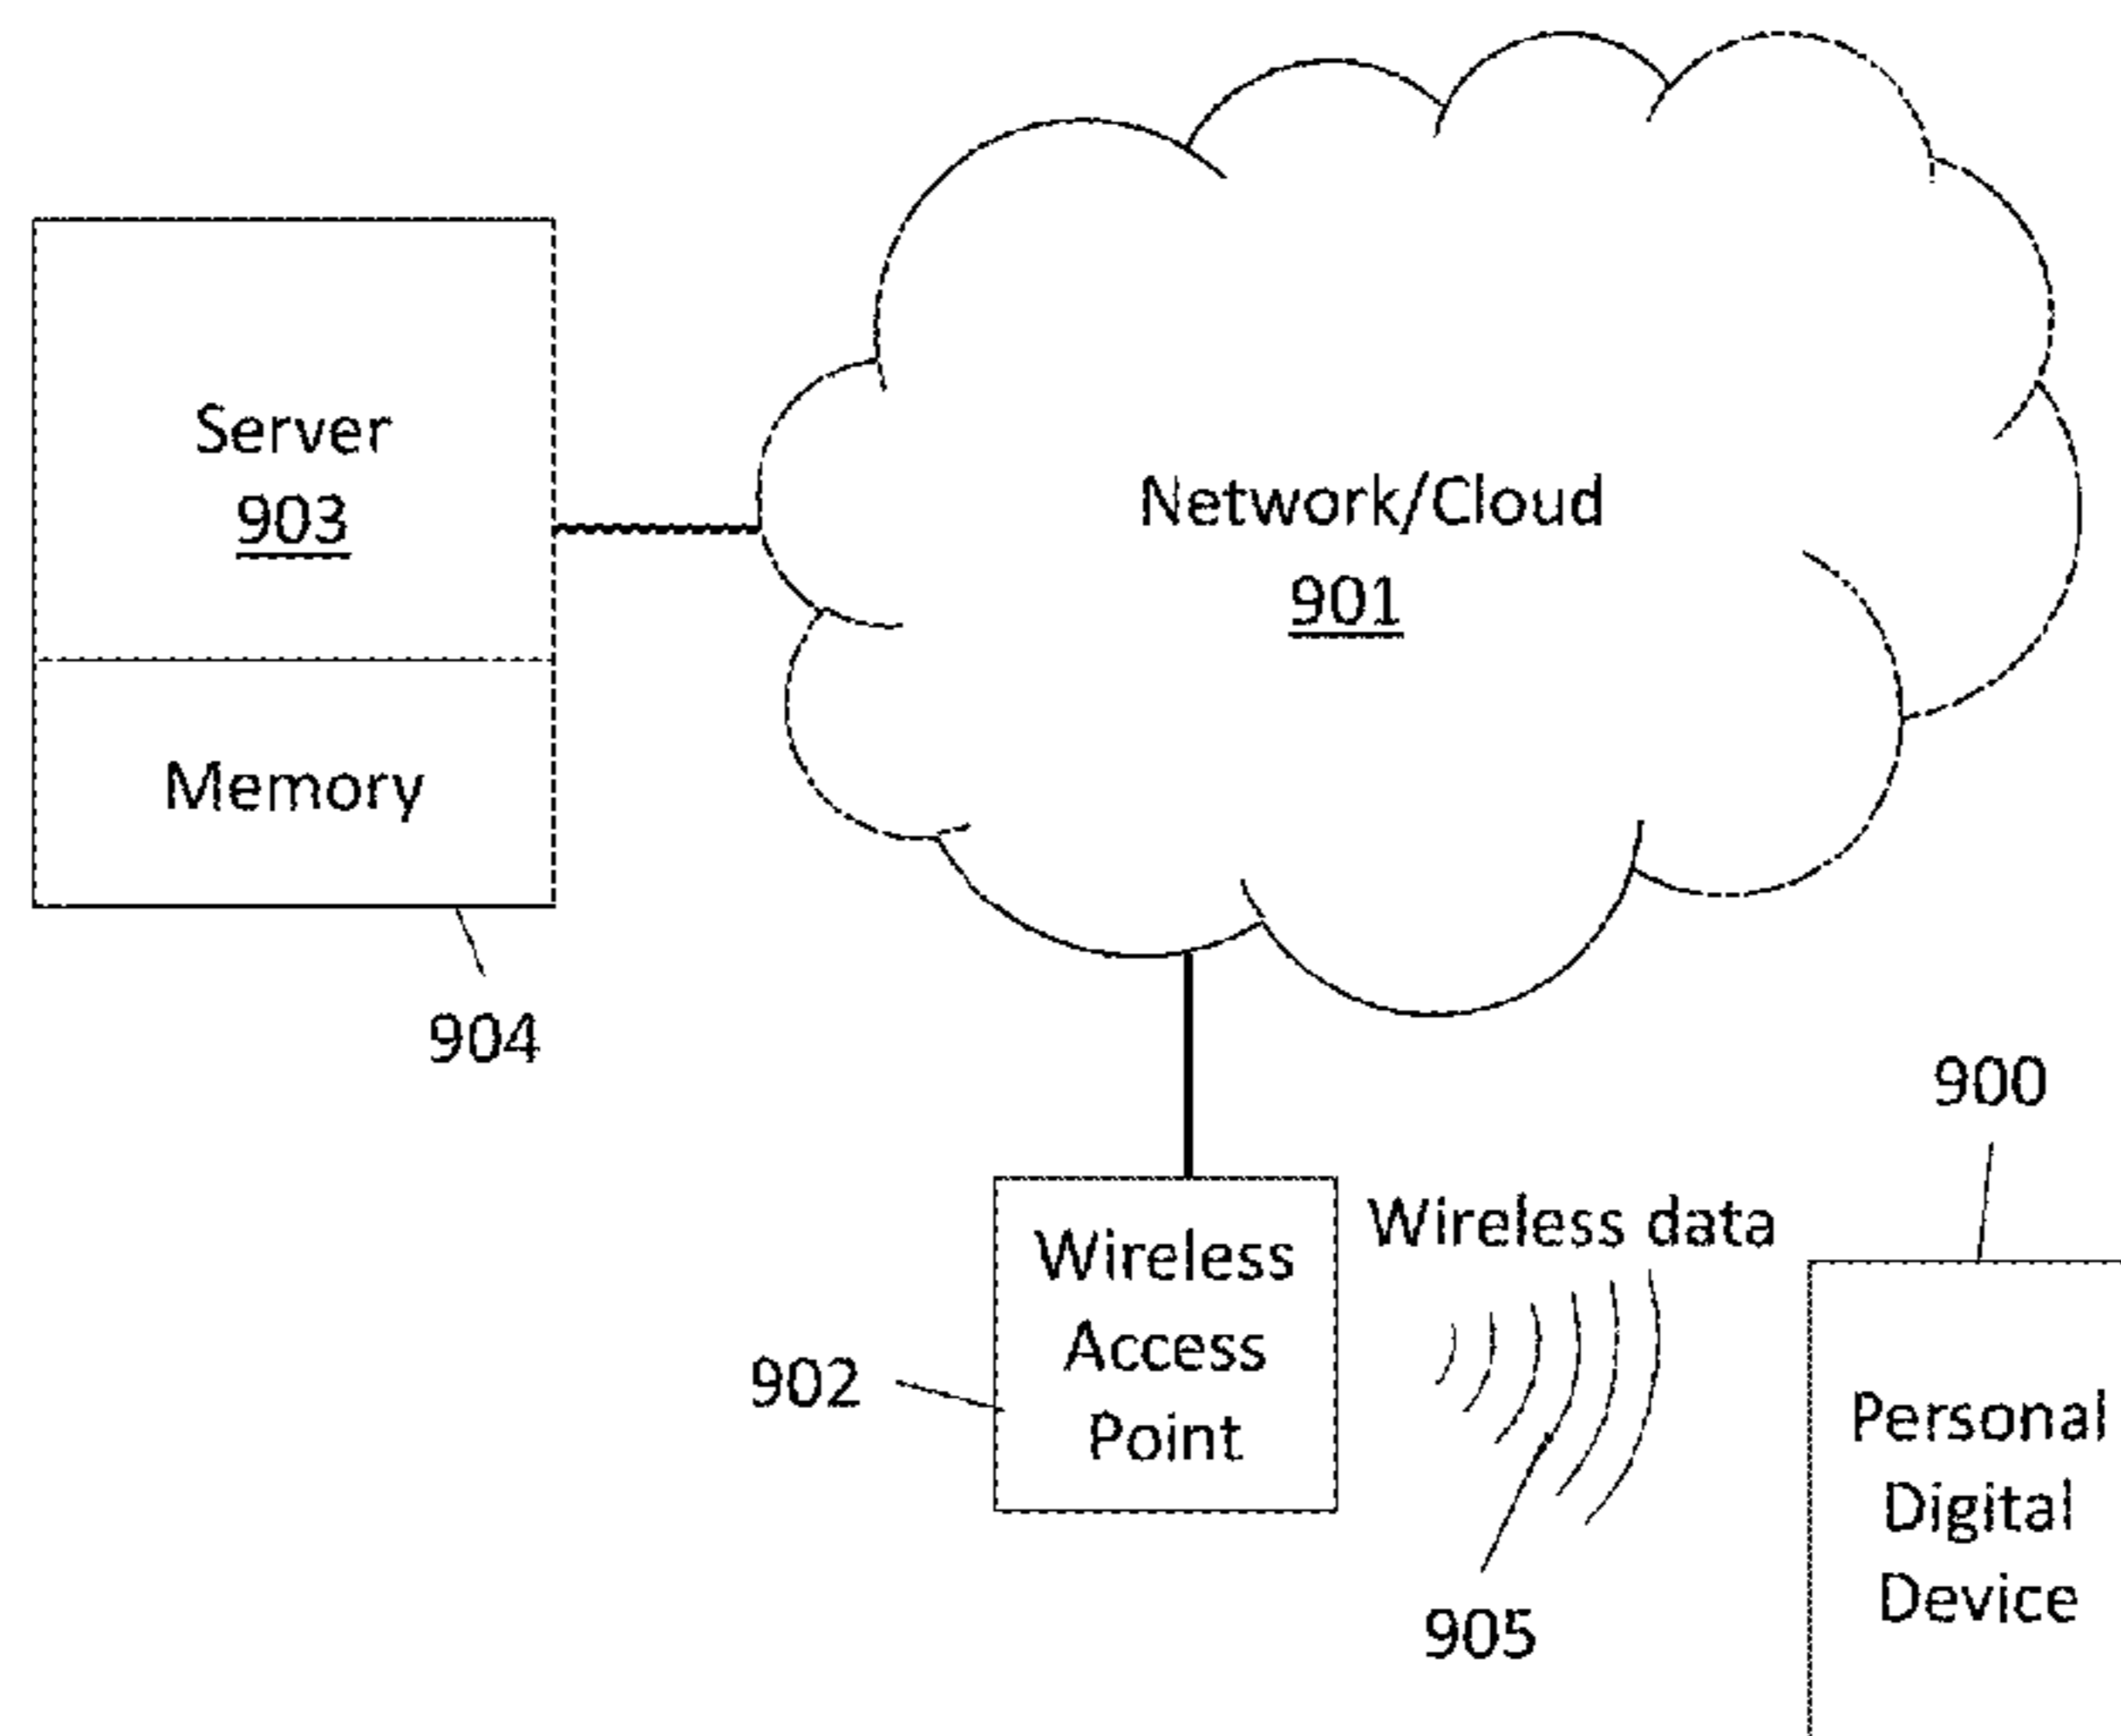 Server
903
Memory
904
Network/Cloud
901
Wireless
Access
Point
902
Wireless data
905
900
Personal
Digital
Device